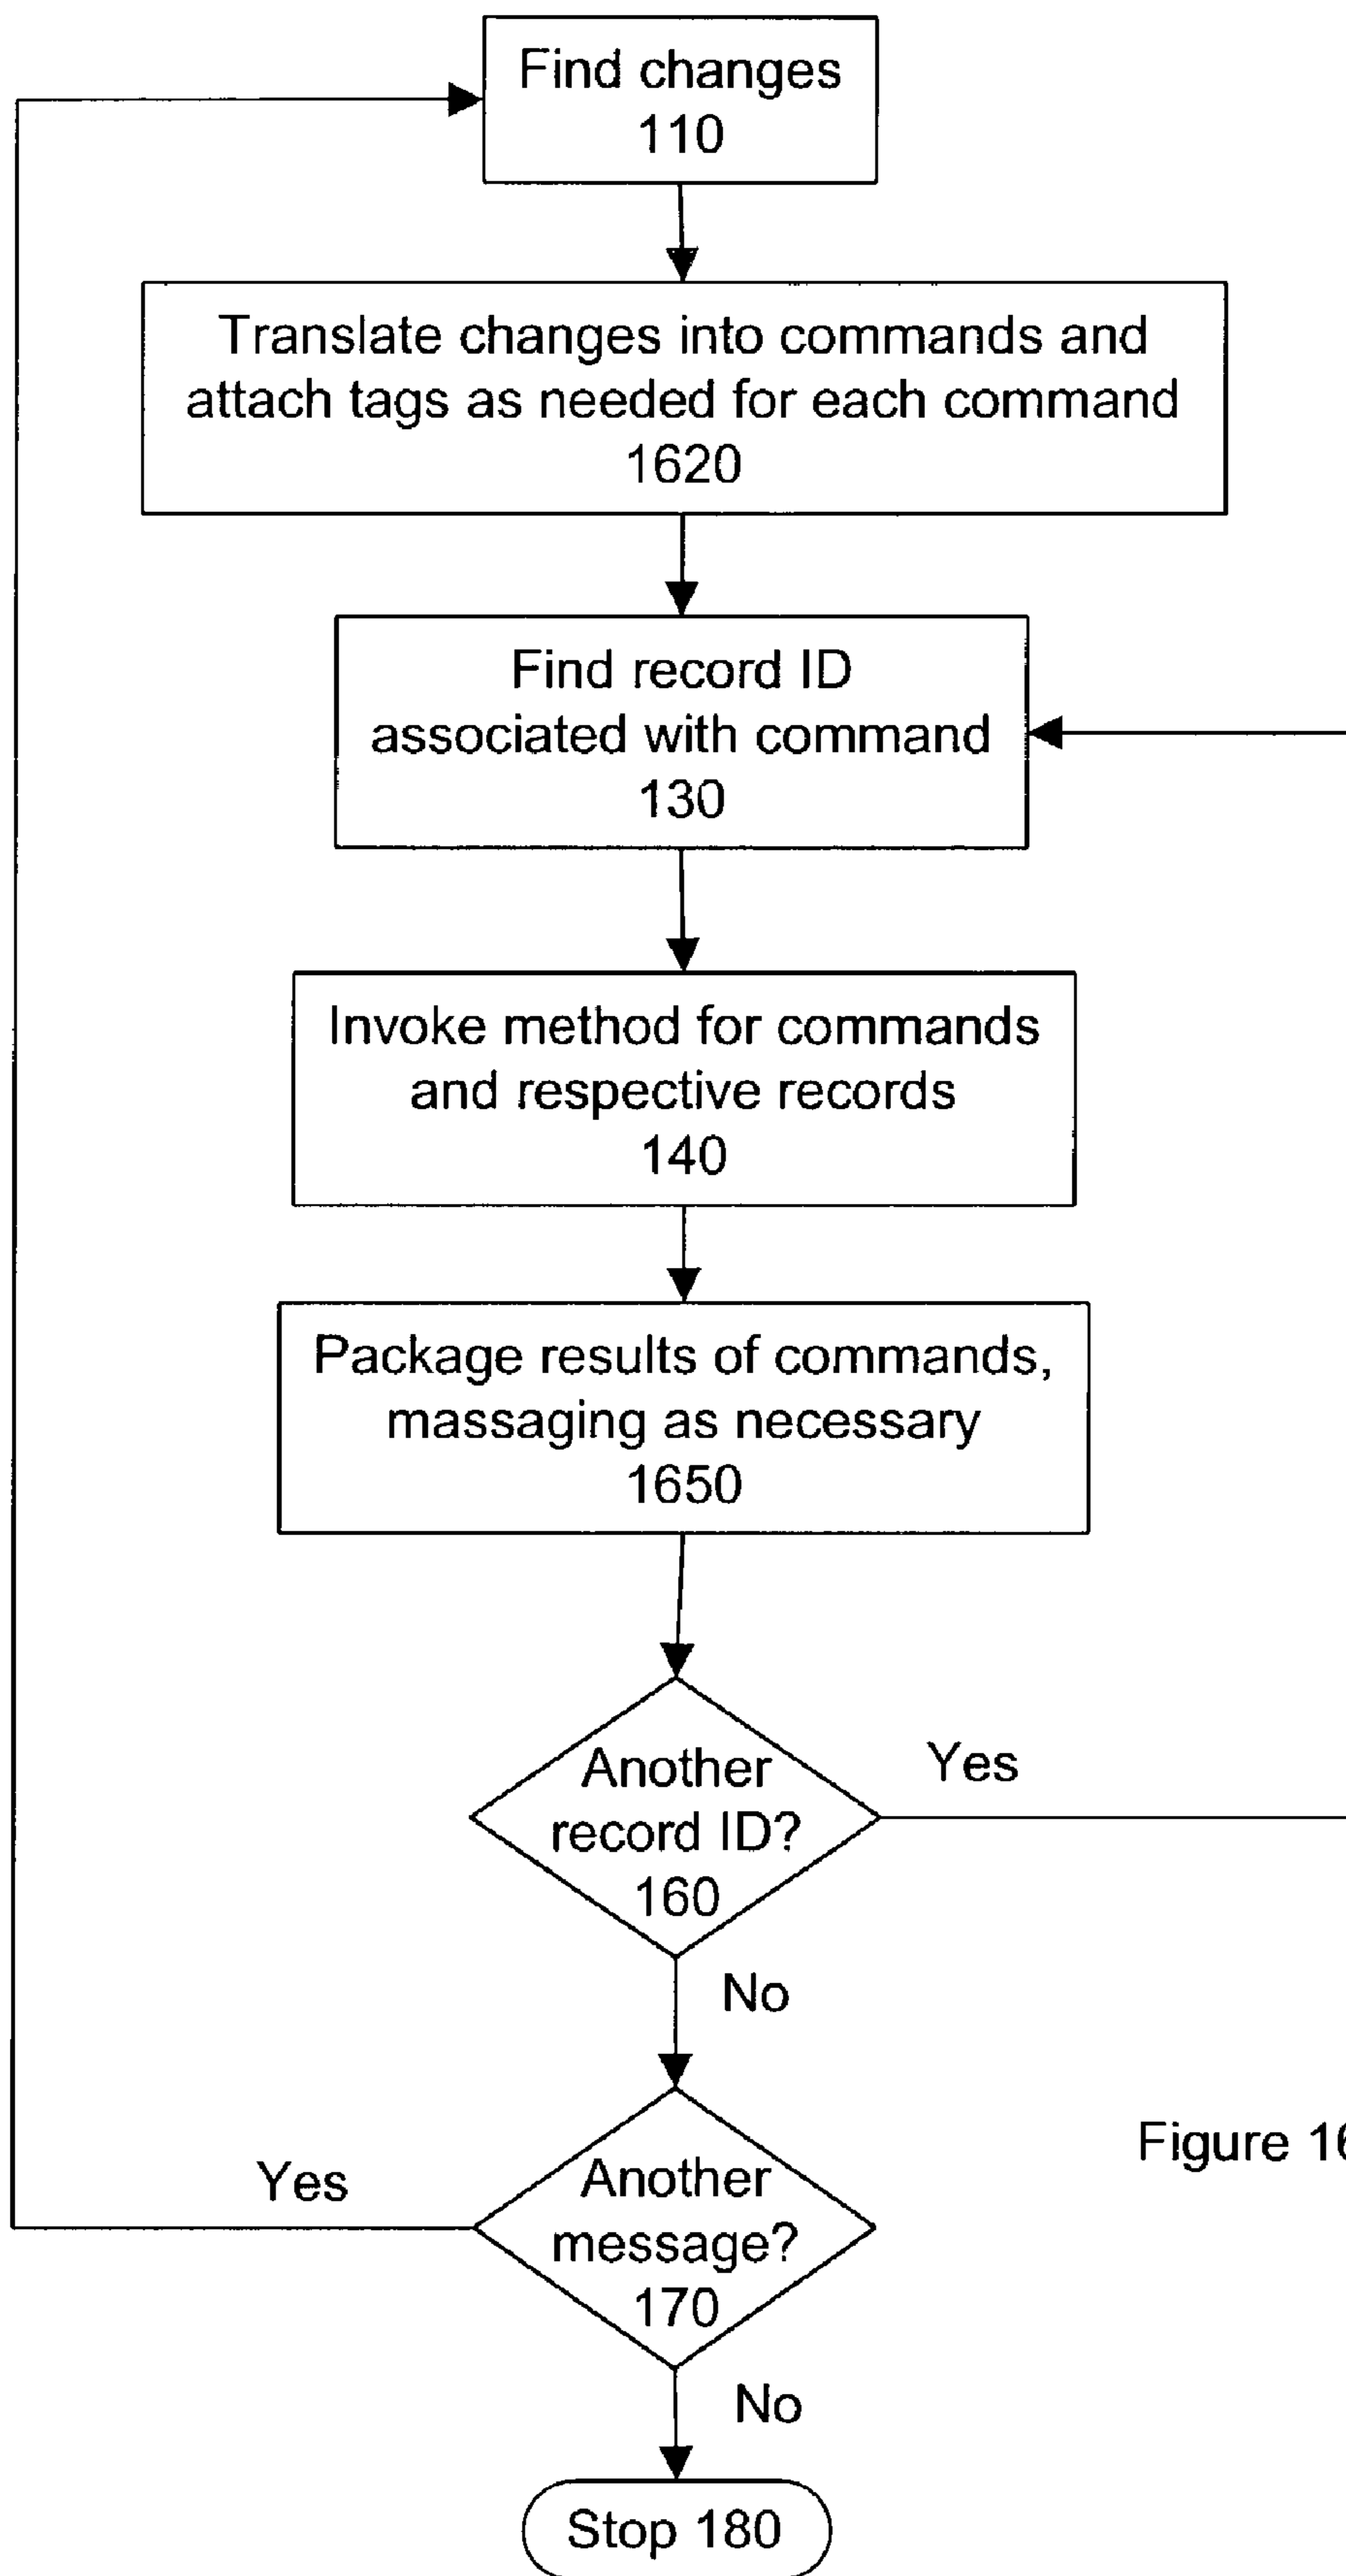 Find changes
110
Translate changes into commands and
attach tags as needed for each command
1620
Find record ID
associated with command
130
Invoke method for commands
and respective records
140
Package results of commands,
massaging as necessary
1650
Another
record ID?
160
Yes
No
Figure 16
Another
message?
170
Yes
No
Stop 180